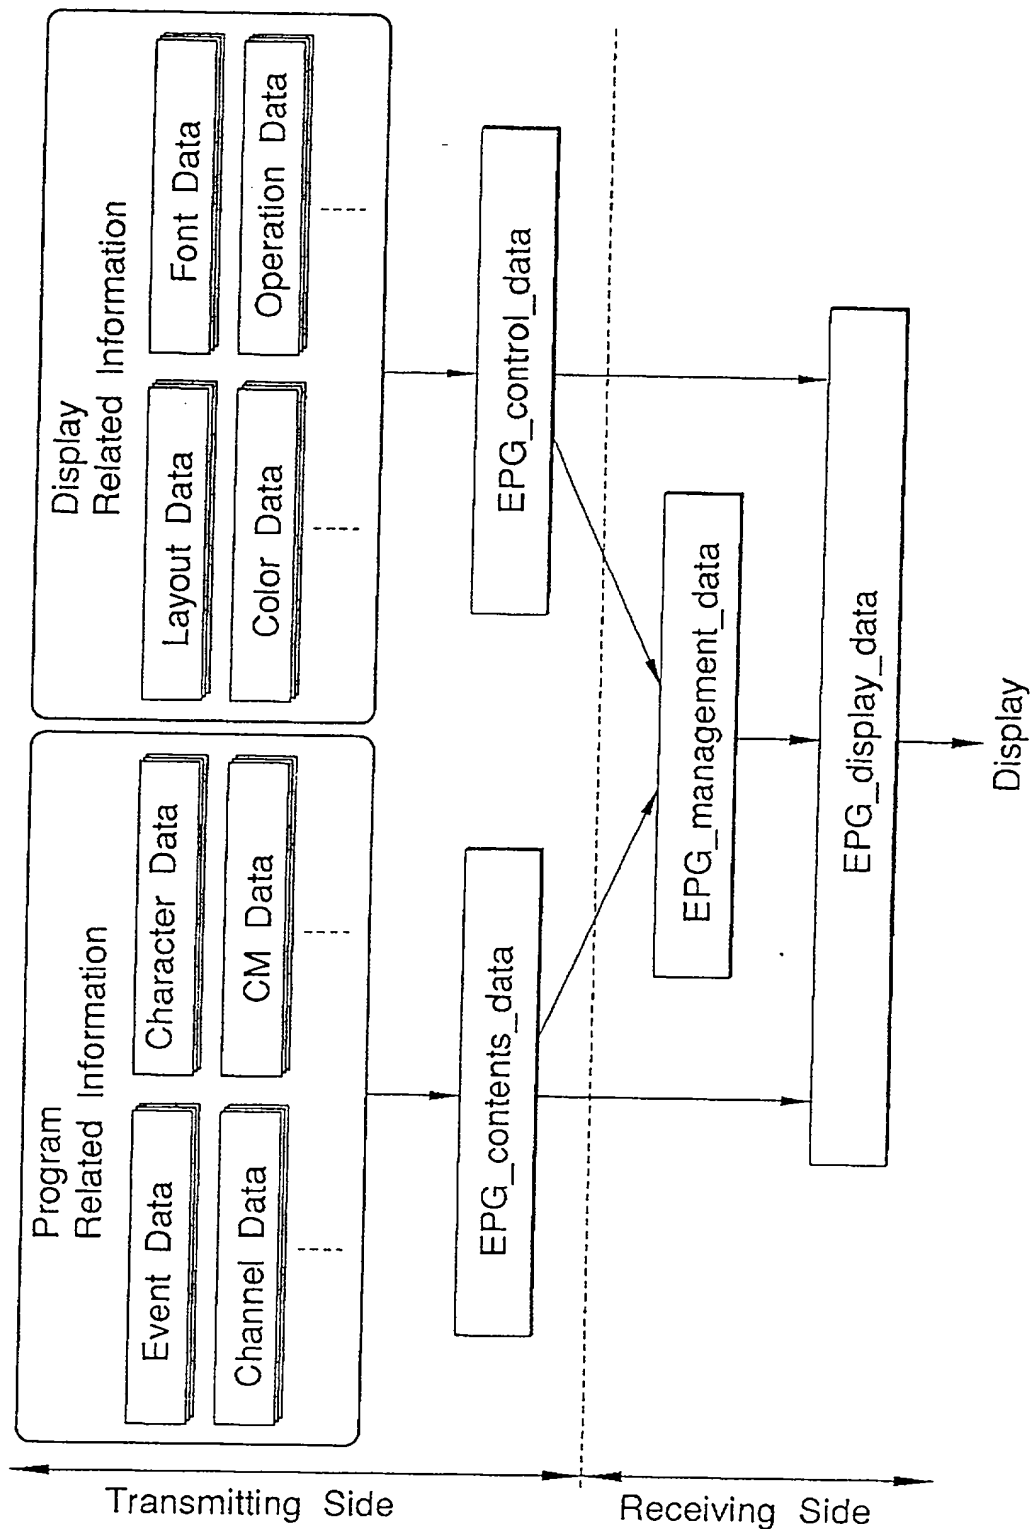 Program
Related Information
Event Data
Character Data
Channel Data
CM Data
Display
Related Information
Layout Data
Font Data
Color Data
Operation Data
EPG_contents_data
EPG_control_data
EPG_management_data
EPG_display_data
Display
Transmitting Side
Receiving Side